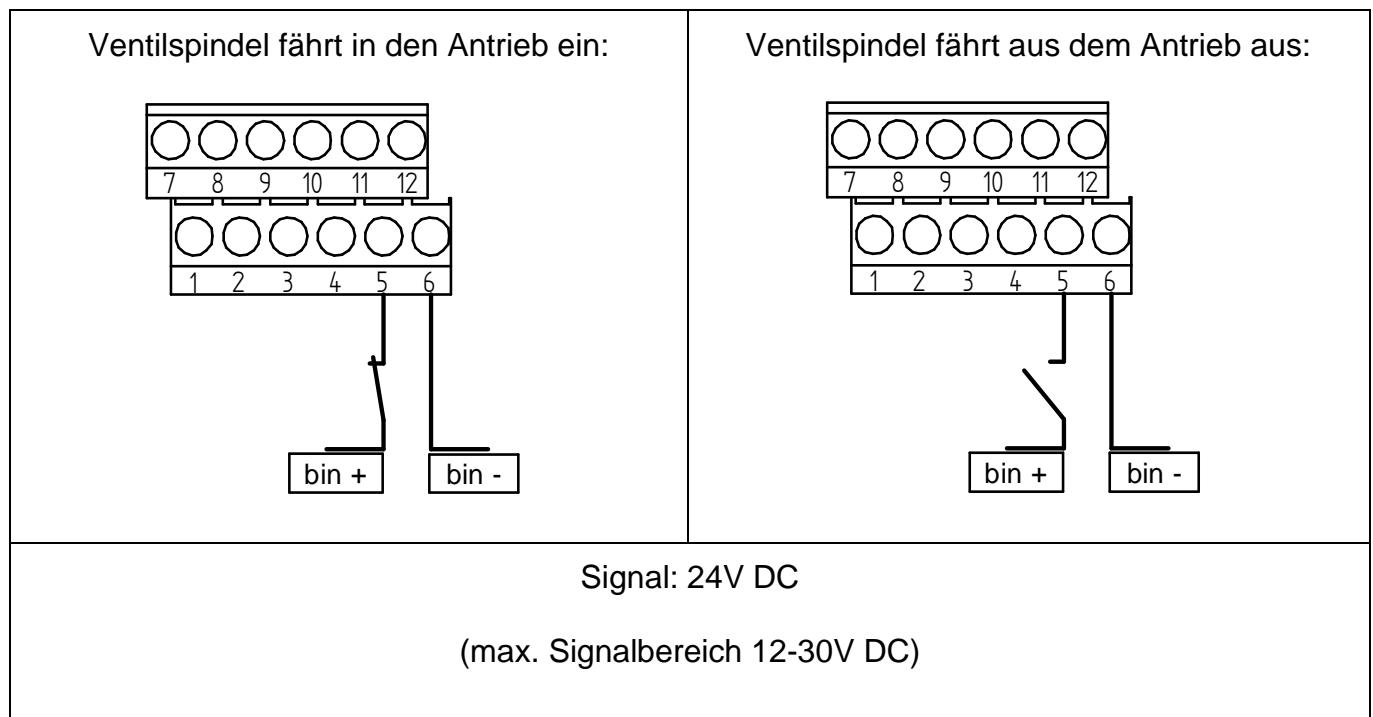 Ventilspindel fährt in den Antrieb ein:
7 8 9 10 11 12
1 2 3 4 5 6
bin + bin -
Ventilspindel fährt aus dem Antrieb aus:
7 8 9 10 11 12
1 2 3 4 5 6
bin + bin -
Signal: 24V DC
(max. Signalbereich 12-30V DC)